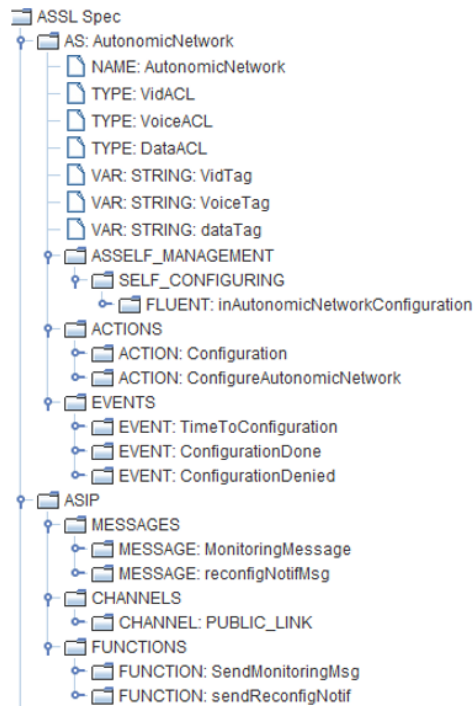 ASSL Spec
AS: AutonomicNetwork
NAME: AutonomicNetwork
TYPE: VidACL
TYPE: VoiceACL
TYPE: DataACL
VAR: STRING: VidTag
VAR: STRING: VoiceTag
VAR: STRING: dataTag
ASSELF_MANAGEMENT
SELF_CONFIGURING
FLUENT: inAutonomicNetworkConfiguration
ACTIONS
ACTION: Configuration
ACTION: ConfigureAutonomicNetwork
EVENTS
EVENT: TimeToConfiguration
EVENT: ConfigurationDone
EVENT: ConfigurationDenied
ASIP
MESSAGES
MESSAGE: MonitoringMessage
MESSAGE: reconfigNotifMsg
CHANNELS
CHANNEL: PUBLIC_LINK
FUNCTIONS
FUNCTION: SendMonitoringMsg
FUNCTION: sendReconfigNotif